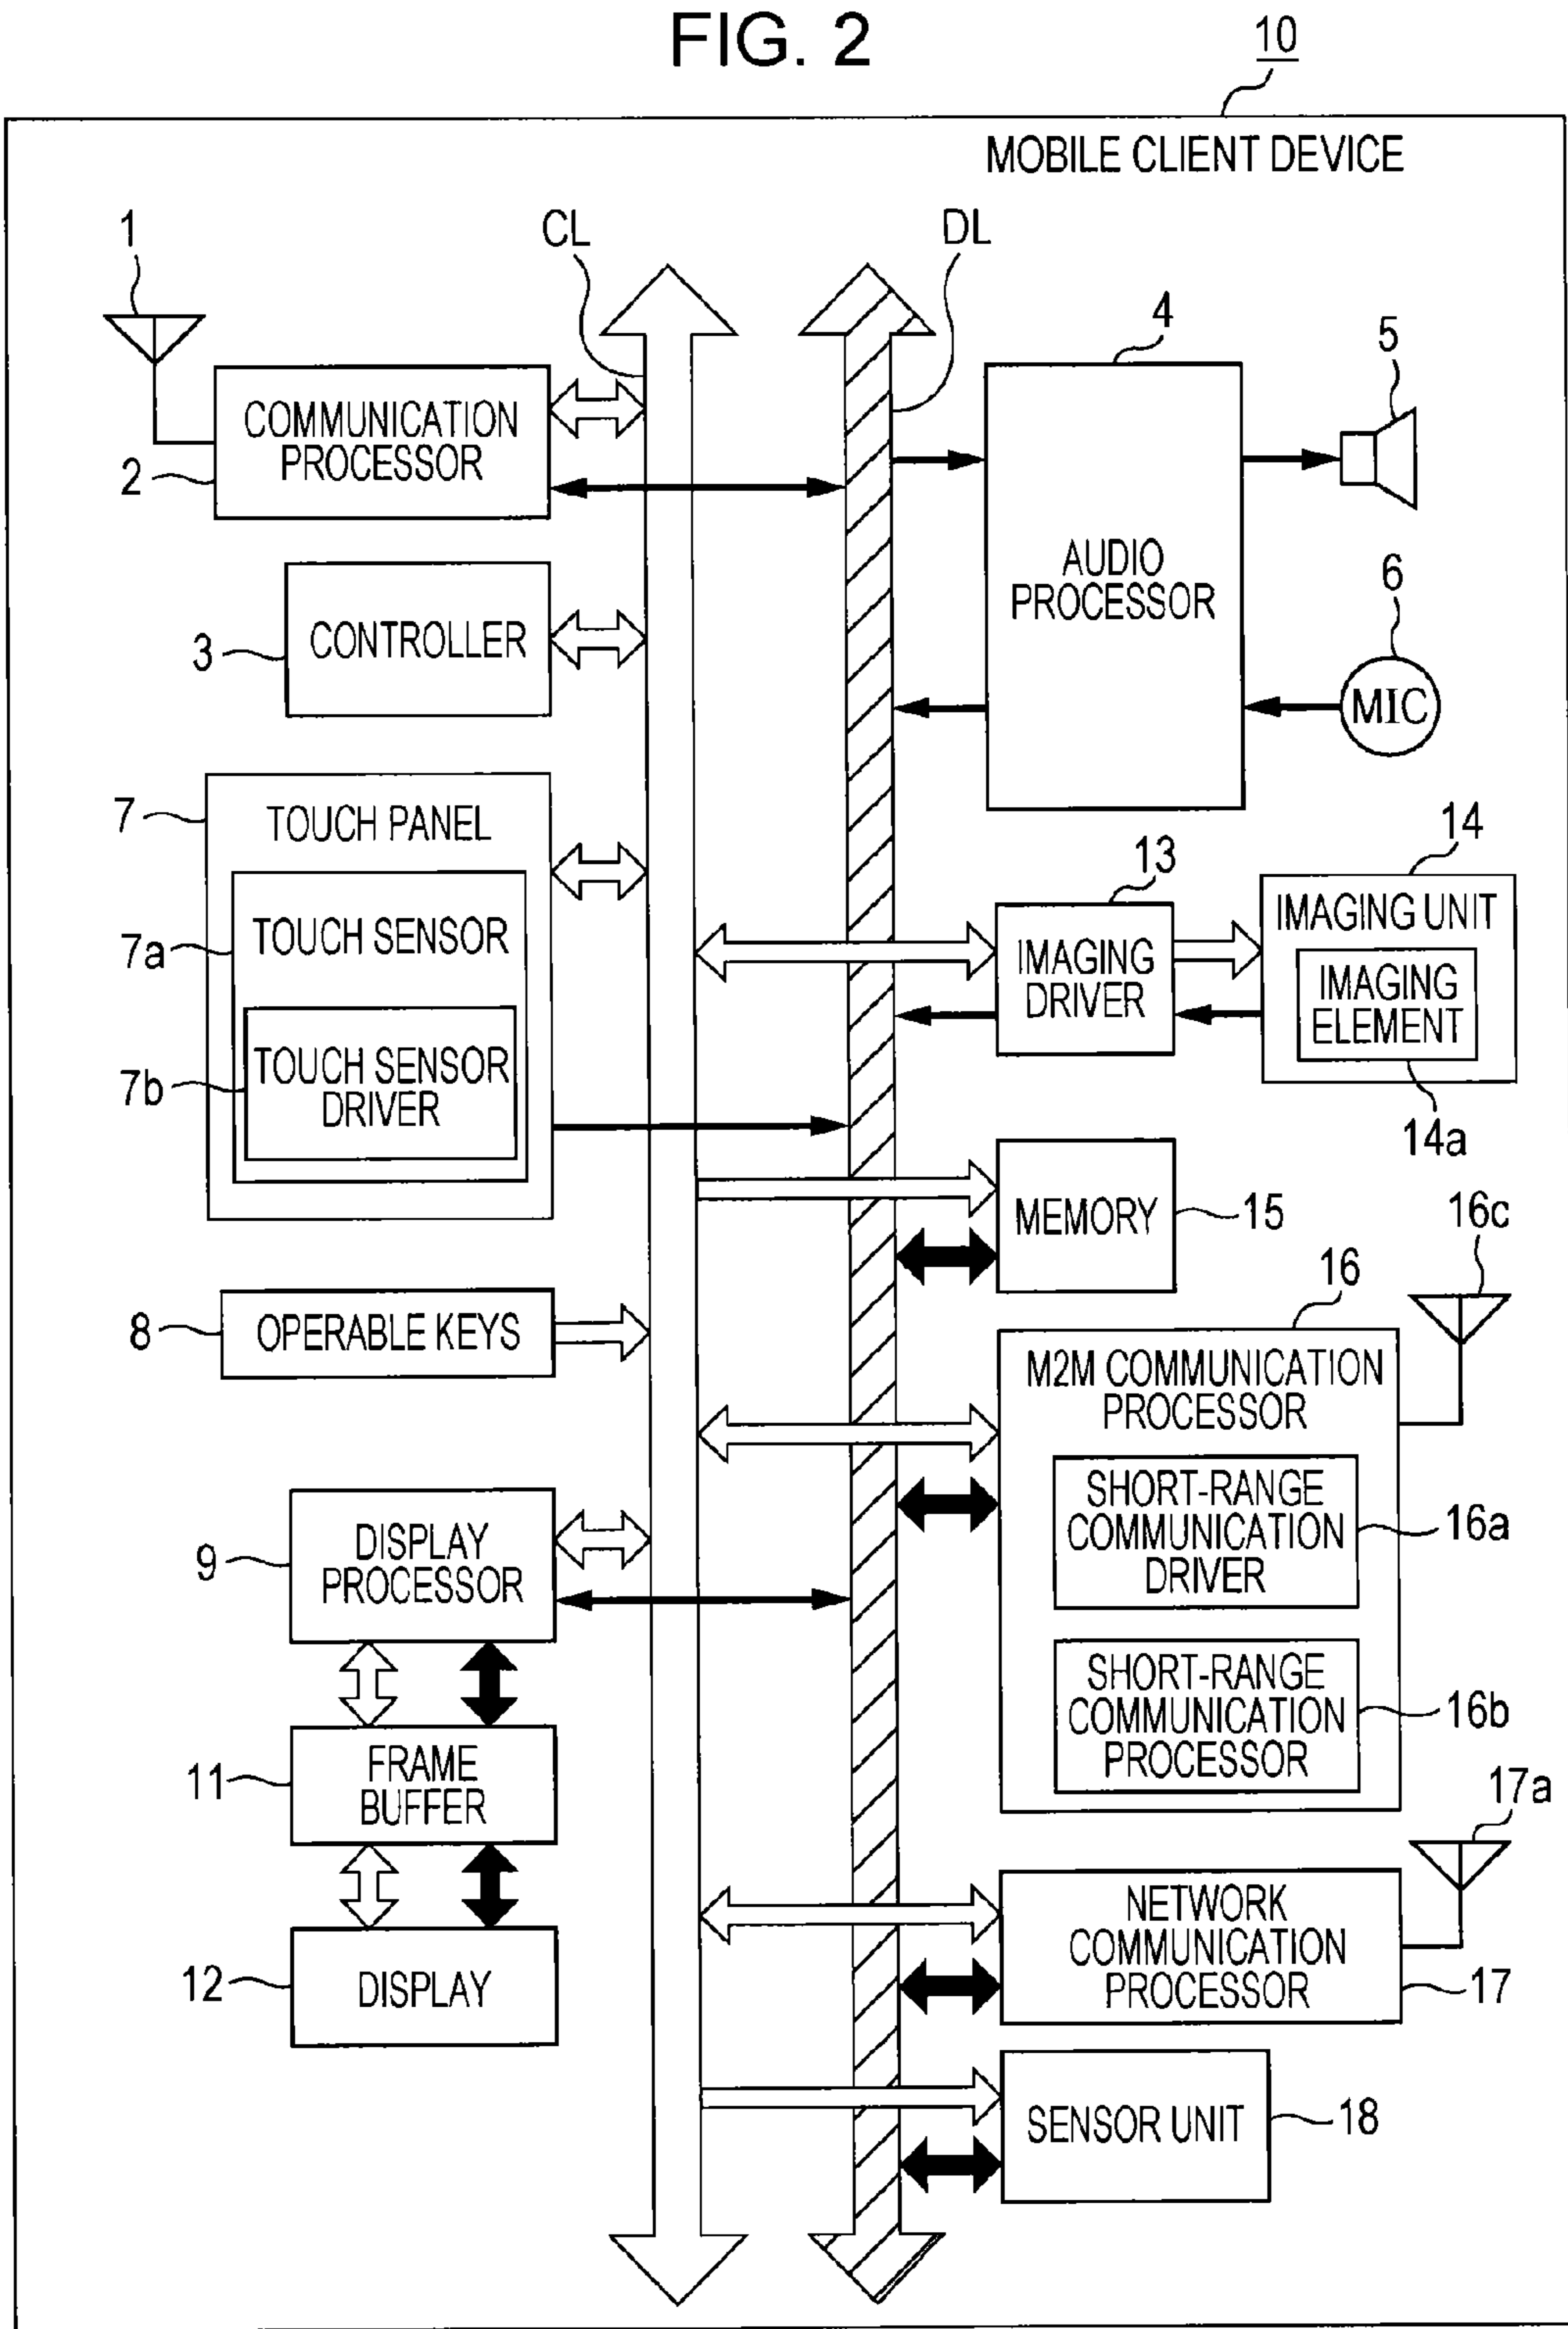 FIG. 2
10
MOBILE CLIENT DEVICE
1
CL
DL
4
5
COMMUNICATION
PROCESSOR
2
AUDIO
PROCESSOR
6
MIC
3
CONTROLLER
7
TOUCH PANEL
7a
TOUCH SENSOR
7b
TOUCH SENSOR
DRIVER
13
14
IMAGING DRIVER
IMAGING UNIT
IMAGING
ELEMENT
14a
MEMORY
15
16c
8
OPERABLE KEYS
16
M2M COMMUNICATION
PROCESSOR
SHORT-RANGE
COMMUNICATION
DRIVER
16a
9
DISPLAY
PROCESSOR
SHORT-RANGE
COMMUNICATION
PROCESSOR
16b
11
FRAME
BUFFER
17a
12
DISPLAY
NETWORK
COMMUNICATION
PROCESSOR
17
SENSOR UNIT
18